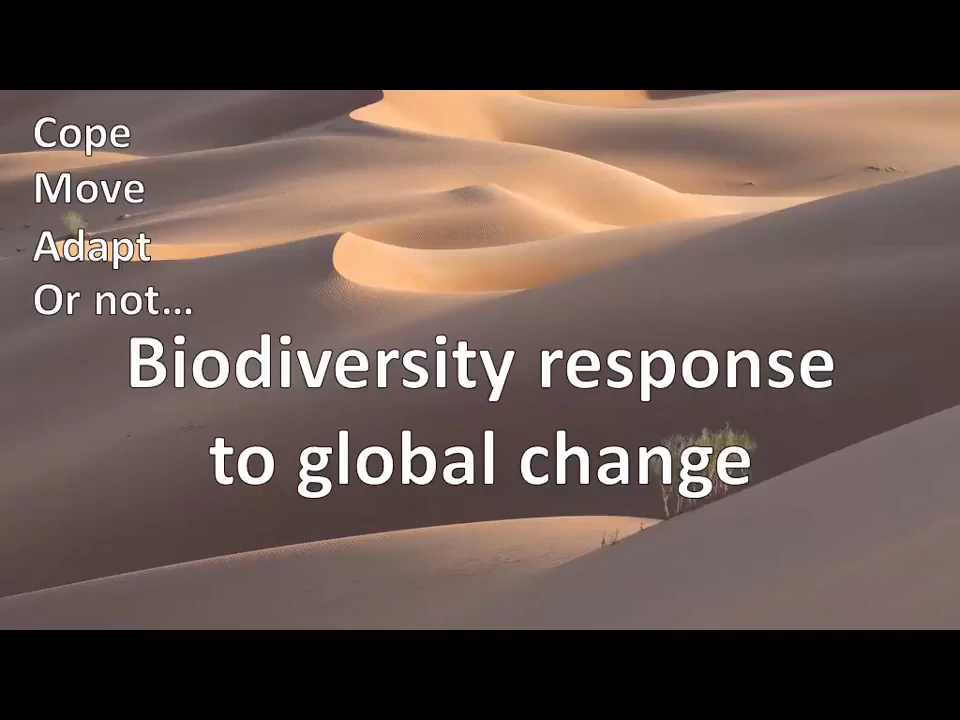 Cope
Move
Adapt
Or not...
Biodiversity response
to global change